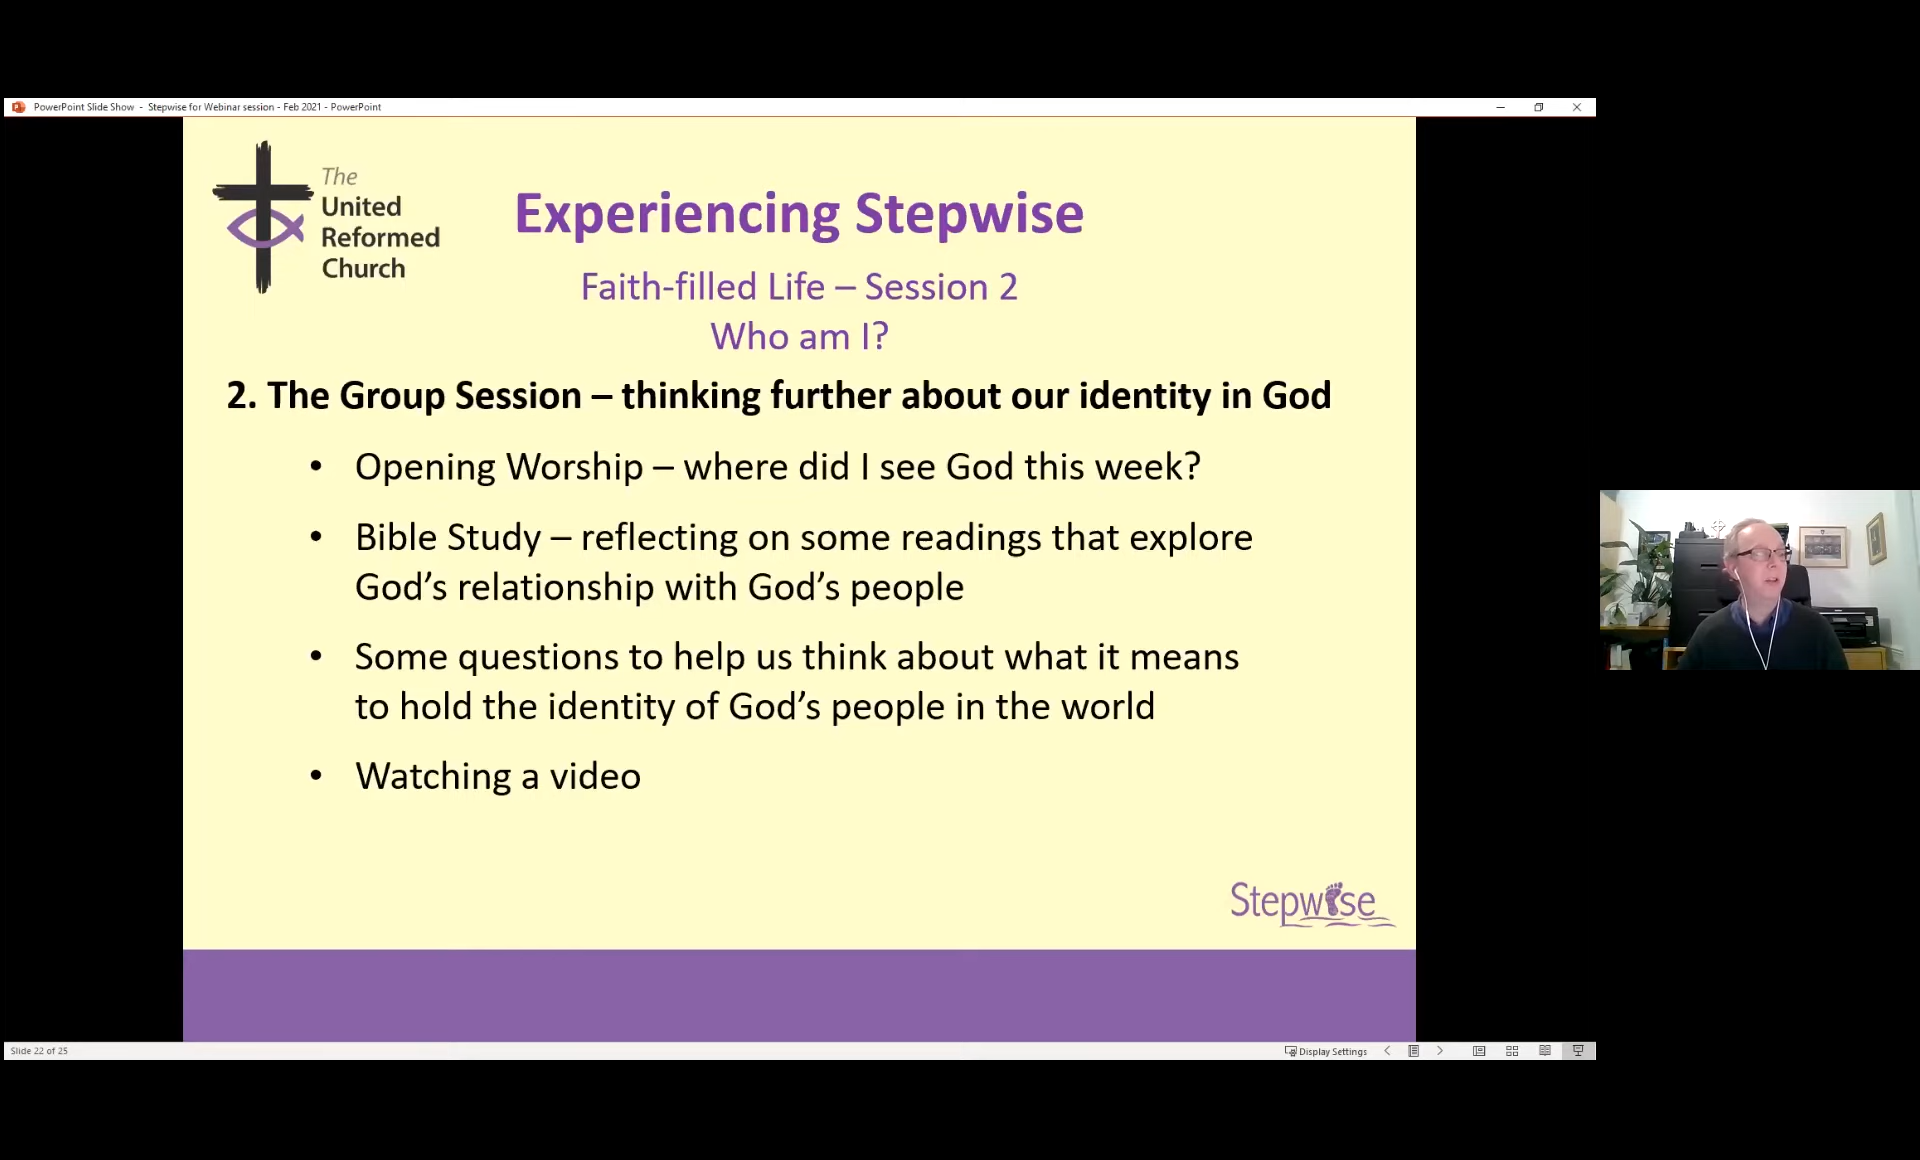 PowerPoint Slide Show - Stepwise for Webinar session - Feb 2021 - PowerPoint
The
United
Reformed
Church
Experiencing Stepwise
Faith-filled Life – Session 2
Who am I?
2. The Group Session – thinking further about our identity in God
• Opening Worship – where did I see God this week?
• Bible Study – reflecting on some readings that explore
God’s relationship with God’s people
• Some questions to help us think about what it means
to hold the identity of God’s people in the world
• Watching a video
Stepwise
Slide 22 of 25
Display Settings